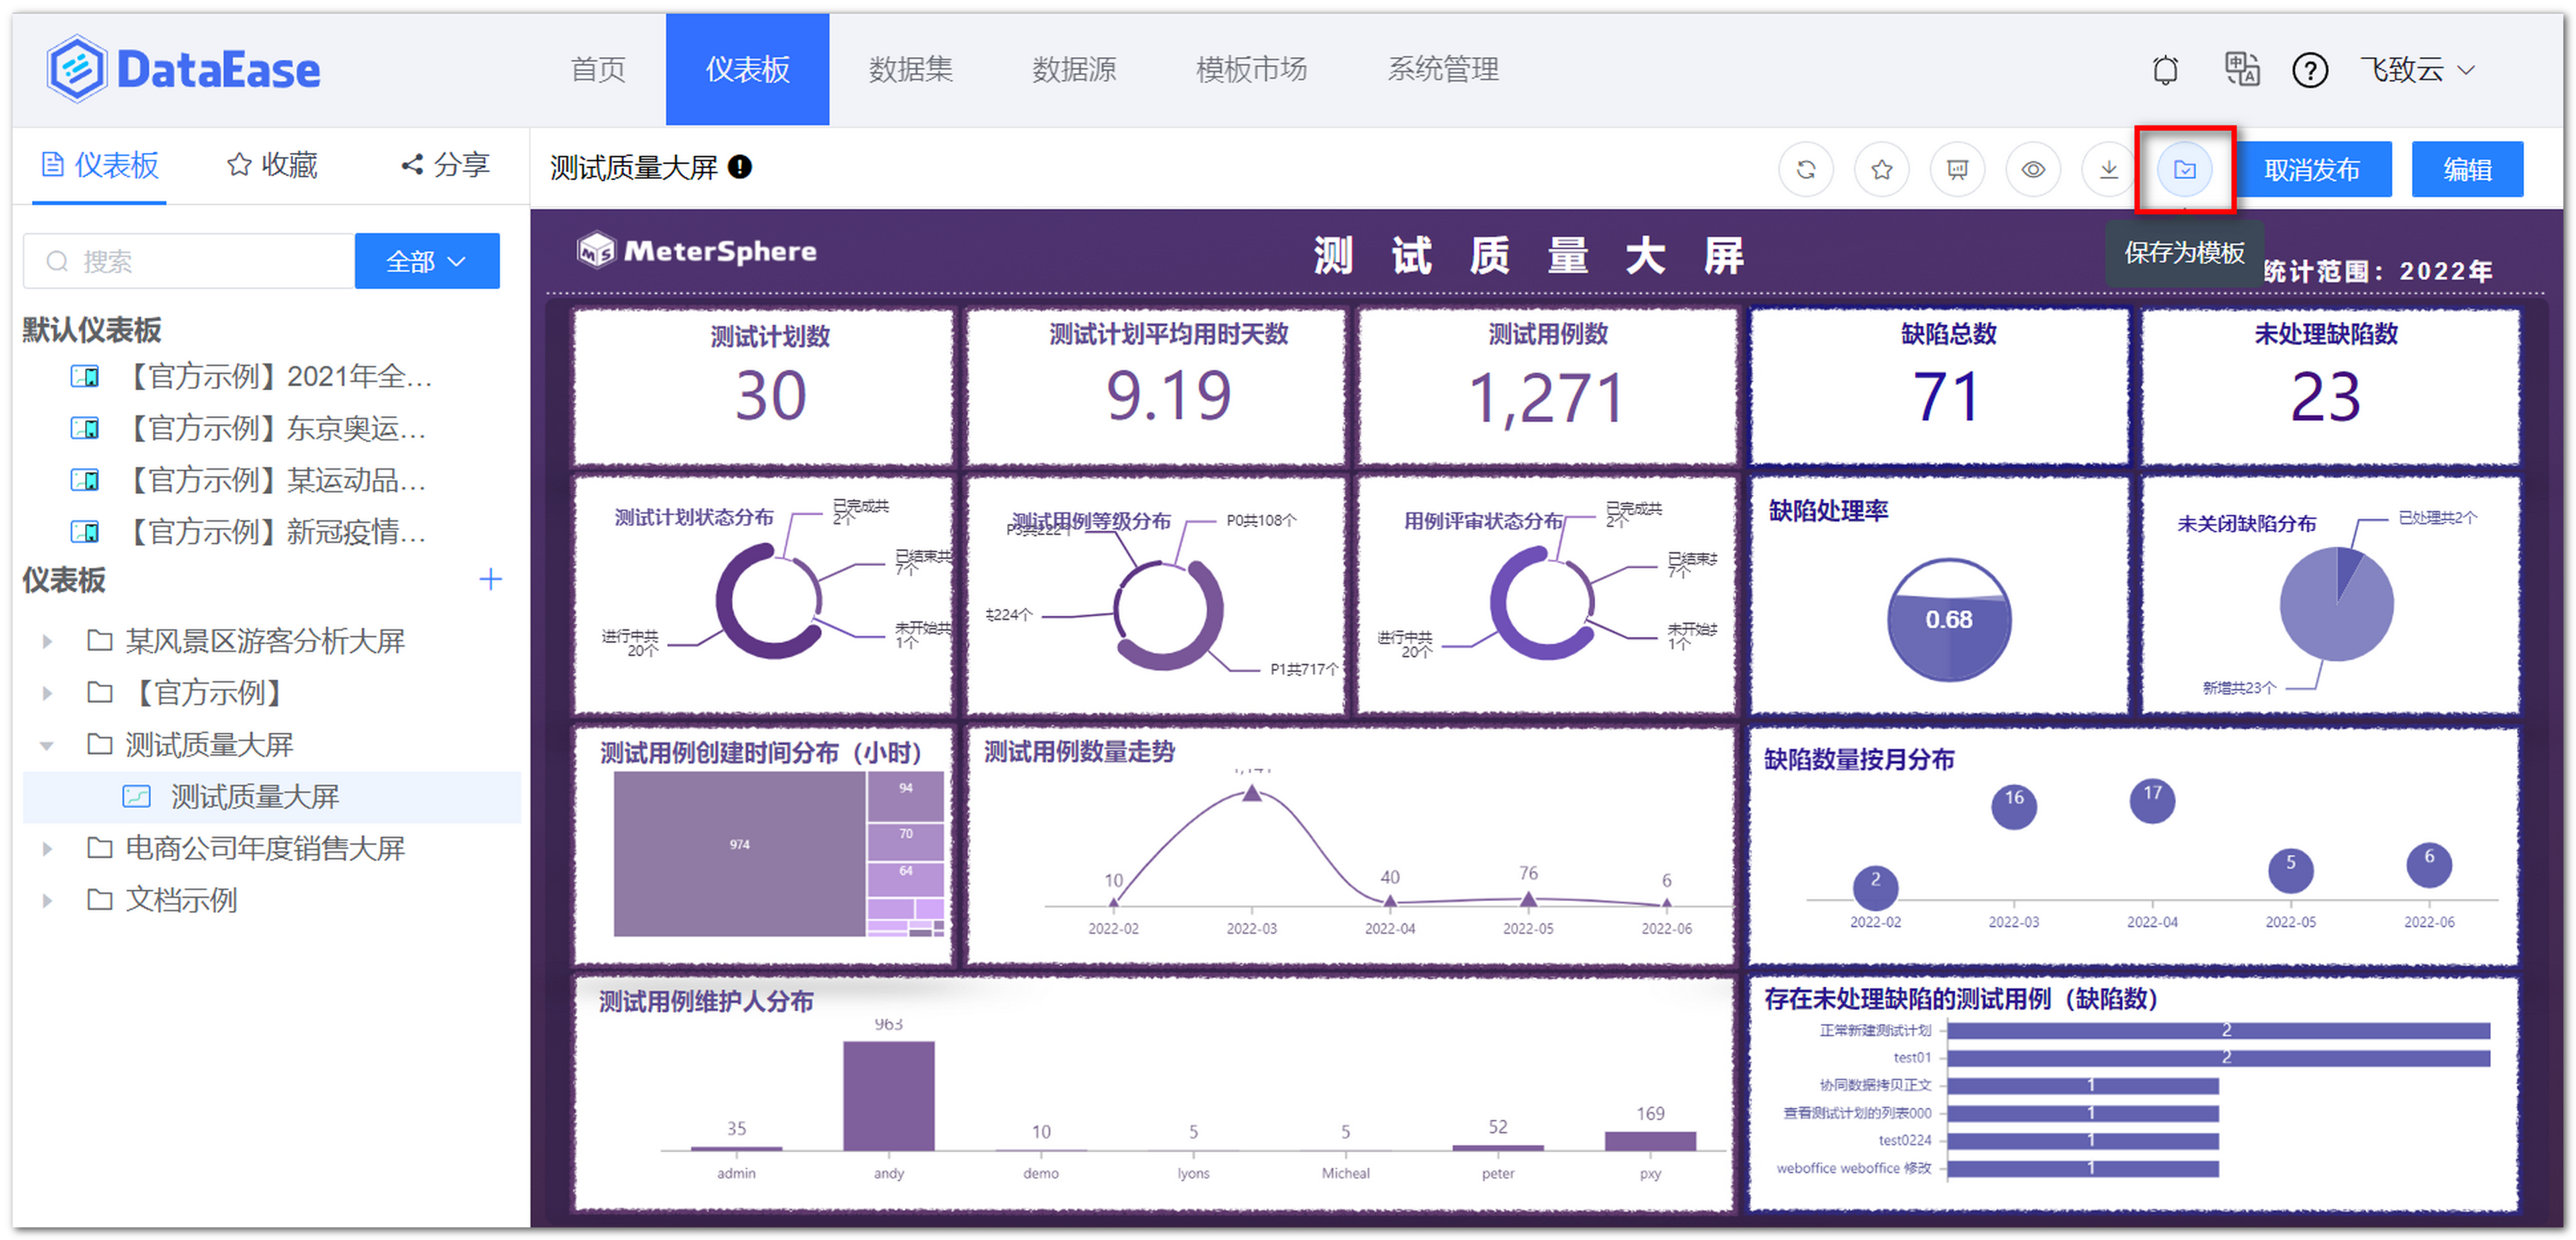 DataEase
首页 仪表板 数据集 数据源 模板市场 系统管理
飞致云
仪表板 收藏 分享
测试质量大屏
取消发布 编辑
保存为模板
搜索 全部
默认仪表板
【官方示例】2021年全...
【官方示例】东京奥运...
【官方示例】某运动品...
【官方示例】新冠疫情...
仪表板
某风景区游客分析大屏
【官方示例】
测试质量大屏
测试质量大屏
电商公司年度销售大屏
文档示例
MeterSphere
测试质量大屏
统计范围：2022年
测试计划数
30
测试计划平均用时天数
9.19
测试用例数
1,271
缺陷总数
71
未处理缺陷数
23
测试计划状态分布
已完成共
2个
已结束共
7个
未开始共
1个
进行中共
20个
测试用例等级分布
P0共108个
P1共717个
共224个
P3共222个
用例评审状态分布
已完成共
2个
已结束共
7个
未开始共
1个
进行中共
20个
缺陷处理率
0.68
未关闭缺陷分布
已处理共2个
新增共23个
测试用例创建时间分布（小时）
974
94
70
64
测试用例数量走势
10 40 76 6
2022-02 2022-03 2022-04 2022-05 2022-06
缺陷数量按月分布
2 16 17 5 6
2022-02 2022-03 2022-04 2022-05 2022-06
测试用例维护人分布
35 963 10 5 5 52 169
admin andy demo lyons Micheal peter pxy
存在未处理缺陷的测试用例（缺陷数）
正常新建测试计划 2
test01 2
协同数据拷贝正文 1
查看测试计划的列表000 1
test0224 1
weboffice weboffice 修改 1